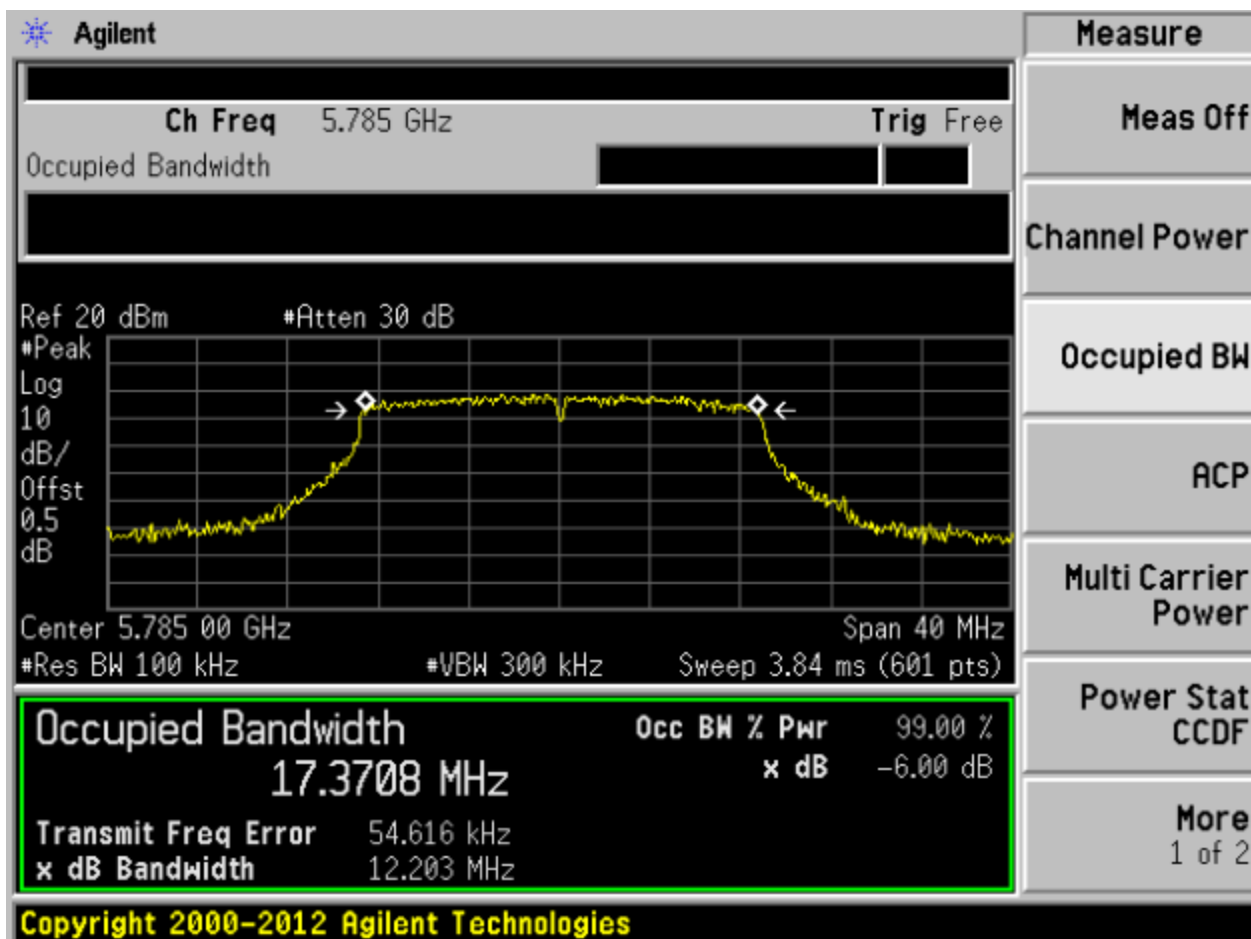 Agilent
Measure
Ch Freq 5.785 GHz Trig Free
Occupied Bandwidth
Meas Off
Channel Power
Occupied BW
ACP
Multi Carrier
Power
Power Stat
CCDF
More
1 of 2
Ref 20 dBm #Atten 30 dB
#Peak
Log
10
dB/
Offst
0.5
dB
Center 5.785 00 GHz Span 40 MHz
#Res BW 100 kHz #VBW 300 kHz Sweep 3.84 ms (601 pts)
Occupied Bandwidth Occ BW % Pwr 99.00 %
17.3708 MHz x dB -6.00 dB
Transmit Freq Error 54.616 kHz
x dB Bandwidth 12.203 MHz
Copyright 2000-2012 Agilent Technologies